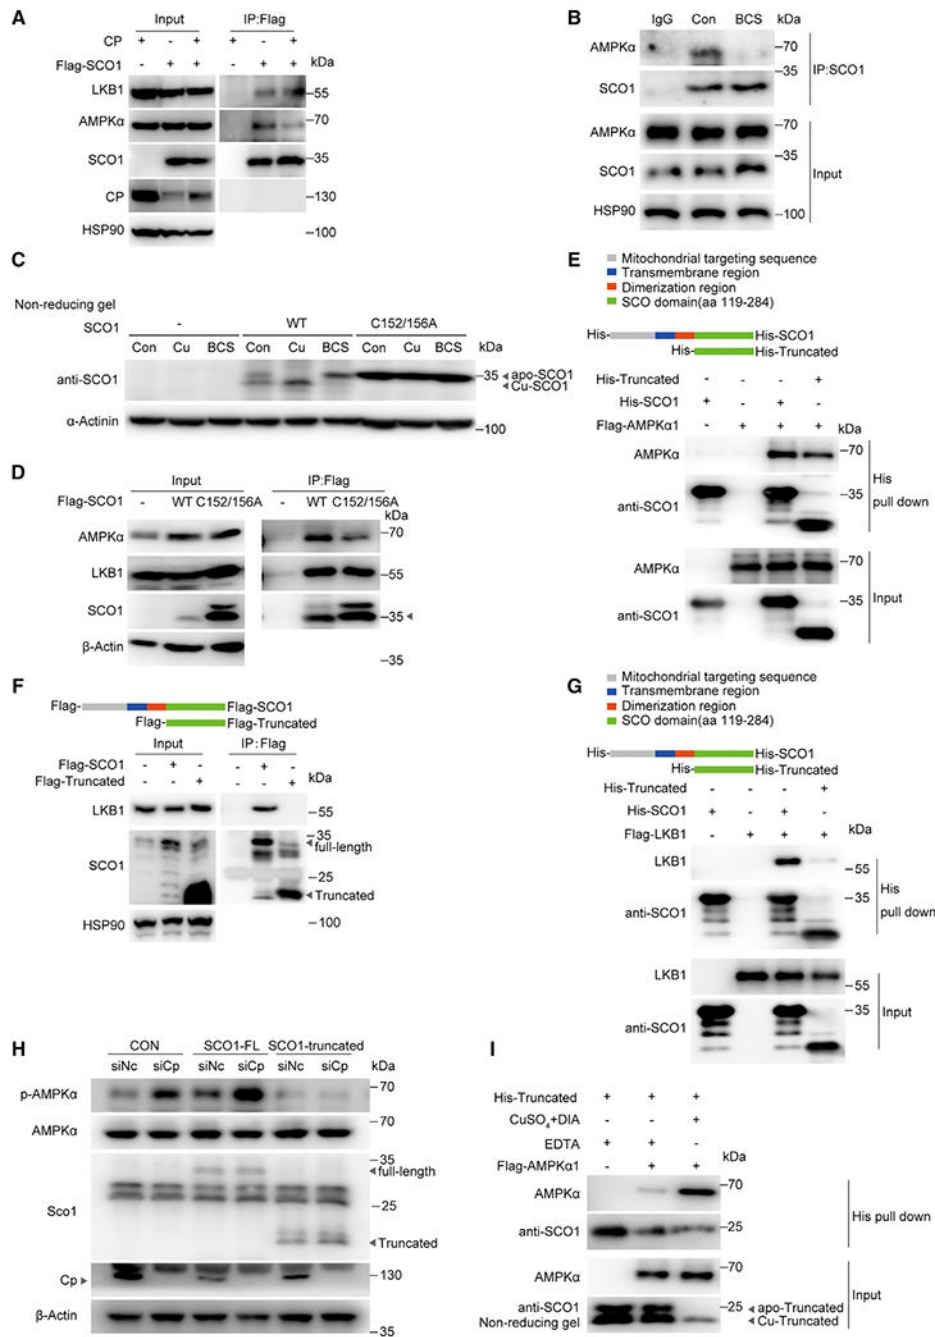 A
Input IP:Flag
CP + - + + - +
Flag-SCO1 - + + - + + kDa
LKB1 –55
AMPKα –70
SCO1 –35
CP –130
HSP90 –100
B
IgG Con BCS kDa
AMPKα –70
–35
SCO1
IP:SCO1
AMPKα –70
–35
SCO1
HSP90 –100
Input
C
Non-reducing gel
SCO1 - WT C152/156A
Con Cu BCS Con Cu BCS Con Cu BCS kDa
anti-SCO1 –35 apo-SCO1
Cu-SCO1
α-Actinin –100
D
Input IP:Flag
Flag-SCO1 - WT C152/156A - WT C152/156A
kDa
AMPKα –70
LKB1 –55
SCO1 –35
β-Actin –35
E
Mitochondrial targeting sequence
Transmembrane region
Dimerization region
SCO domain(aa 119-284)
His- His-SCO1
His- His-Truncated
His-Truncated - - - +
His-SCO1 + - + -
Flag-AMPKα1 - + + + kDa
AMPKα –70
anti-SCO1 –35
His pull down
AMPKα –70
anti-SCO1 –35
Input
F
Flag- Flag-SCO1
Flag- Flag-Truncated
Input IP:Flag
Flag-SCO1 - + - - + -
Flag-Truncated - - + - - + kDa
LKB1 –55
–35
full-length
SCO1
–25
Truncated
HSP90 –100
G
Mitochondrial targeting sequence
Transmembrane region
Dimerization region
SCO domain(aa 119-284)
His- His-SCO1
His- His-Truncated
His-Truncated - - - +
His-SCO1 + - + -
Flag-LKB1 - + + + kDa
LKB1 –55
anti-SCO1 –35
His pull down
LKB1 –55
anti-SCO1 –35
Input
H
CON SCO1-FL SCO1-truncated
siNc siCp siNc siCp siNc siCp kDa
p-AMPKα –70
AMPKα –70
–35
full-length
Sco1 –25
Truncated
Cp –130
β-Actin –35
I
His-Truncated + + +
CuSO4+DIA - - +
EDTA + + -
Flag-AMPKα1 - + + kDa
AMPKα –70
anti-SCO1 –25
His pull down
AMPKα –70
anti-SCO1 –25 apo-Truncated
Non-reducing gel Cu-Truncated
Input